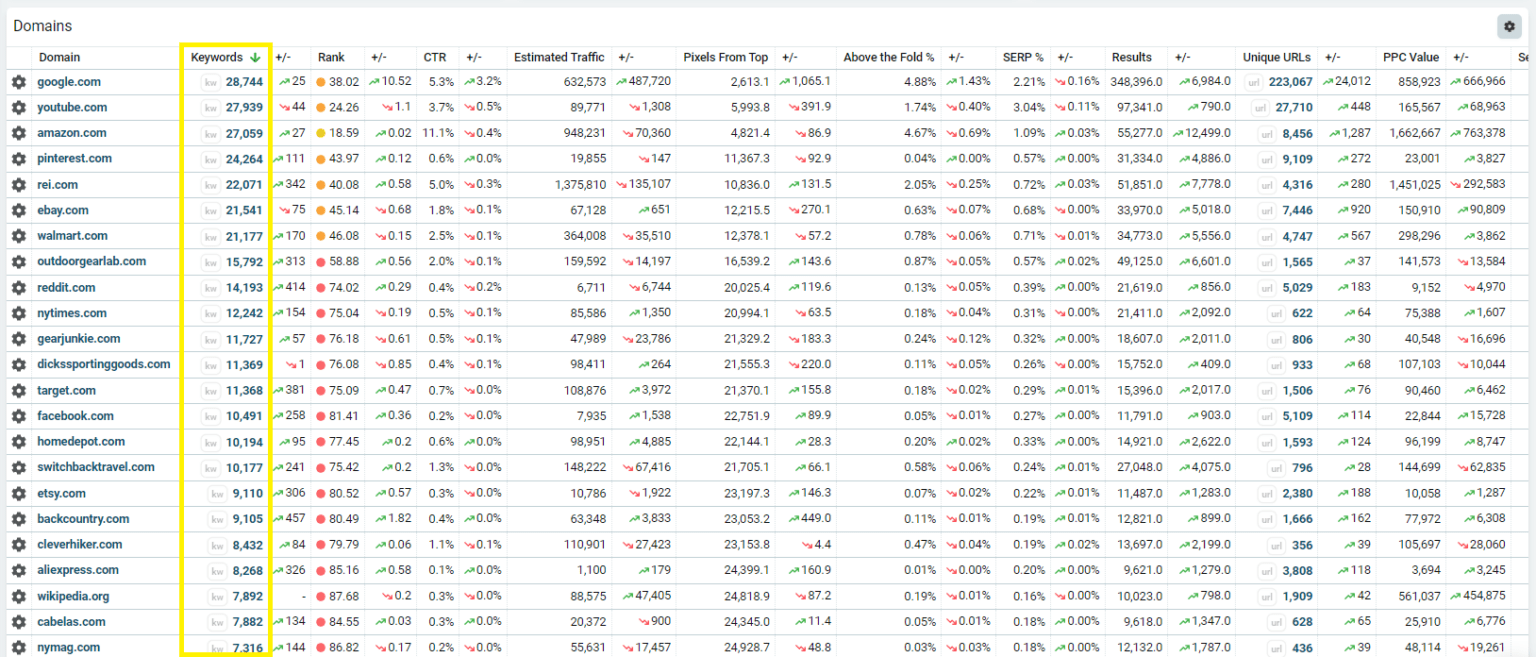 Domains
Domain Keywords +/- Rank +/- CTR +/- Estimated Traffic +/- Pixels From Top +/- Above the Fold % +/- SERP % +/- Results +/- Unique URLs +/- PPC Value +/- Se
google.com kw 28,744 25 38.02 10.52 5.3% 3.2% 632,573 487,720 2,613.1 1,065.1 4.88% 1.43% 2.21% 0.16% 348,396.0 6,984.0 url 223,067 24,012 858,923 666,966
youtube.com kw 27,939 44 24.26 1.1 3.7% 0.5% 89,771 1,308 5,993.8 391.9 1.74% 0.40% 3.04% 0.11% 97,341.0 790.0 url 27,710 448 165,567 68,963
amazon.com kw 27,059 27 18.59 0.02 11.1% 0.4% 948,231 70,360 4,821.4 86.9 4.67% 0.69% 1.09% 0.03% 55,277.0 12,499.0 url 8,456 1,287 1,662,667 763,378
pinterest.com kw 24,264 111 43.97 0.12 0.6% 0.0% 19,855 147 11,367.3 92.9 0.04% 0.00% 0.57% 0.00% 31,334.0 4,886.0 url 9,109 272 23,001 3,827
rei.com kw 22,071 342 40.08 0.58 5.0% 0.3% 1,375,810 135,107 10,836.0 131.5 2.05% 0.25% 0.72% 0.03% 51,851.0 7,778.0 url 4,316 280 1,451,025 292,583
ebay.com kw 21,541 75 45.14 0.68 1.8% 0.1% 67,128 651 12,215.5 270.1 0.63% 0.07% 0.68% 0.00% 33,970.0 5,018.0 url 7,446 920 150,910 90,809
walmart.com kw 21,177 170 46.08 0.15 2.5% 0.1% 364,008 35,510 12,378.1 57.2 0.78% 0.06% 0.71% 0.01% 34,773.0 5,556.0 url 4,747 567 298,296 3,862
outdoorgearlab.com kw 15,792 313 58.88 0.56 2.0% 0.1% 159,592 14,197 16,539.2 143.6 0.87% 0.05% 0.57% 0.02% 49,125.0 6,601.0 url 1,565 37 141,573 13,584
reddit.com kw 14,193 414 74.02 0.29 0.4% 0.2% 6,711 6,744 20,025.4 119.6 0.13% 0.05% 0.39% 0.00% 21,619.0 856.0 url 5,029 183 9,152 4,970
nytimes.com kw 12,242 154 75.04 0.19 0.5% 0.1% 85,586 1,350 20,994.1 63.5 0.18% 0.04% 0.31% 0.00% 21,411.0 2,092.0 url 622 64 75,388 1,607
gearjunkie.com kw 11,727 57 76.18 0.61 0.5% 0.1% 47,989 23,786 21,329.2 183.3 0.24% 0.12% 0.32% 0.00% 18,607.0 2,011.0 url 806 30 40,548 16,696
dickssportinggoods.com kw 11,369 1 76.08 0.85 0.4% 0.1% 98,411 264 21,555.3 220.0 0.11% 0.05% 0.26% 0.00% 15,752.0 409.0 url 933 68 107,103 10,044
target.com kw 11,368 381 75.09 0.47 0.7% 0.0% 108,876 3,972 21,370.1 155.8 0.18% 0.02% 0.29% 0.01% 15,396.0 2,017.0 url 1,506 76 90,460 6,462
facebook.com kw 10,491 258 81.41 0.36 0.2% 0.0% 7,935 1,538 22,751.9 89.9 0.05% 0.01% 0.27% 0.00% 11,791.0 903.0 url 5,109 114 22,844 15,728
homedepot.com kw 10,194 95 77.45 0.2 0.6% 0.0% 98,951 4,885 22,144.1 28.3 0.20% 0.02% 0.33% 0.00% 14,921.0 2,622.0 url 1,593 124 96,199 8,747
switchbacktravel.com kw 10,177 241 75.42 0.2 1.3% 0.0% 148,222 67,416 21,705.1 66.1 0.58% 0.06% 0.24% 0.01% 27,048.0 4,075.0 url 796 28 144,699 62,835
etsy.com kw 9,110 306 80.52 0.57 0.3% 0.0% 10,786 1,922 23,197.3 146.3 0.07% 0.02% 0.22% 0.01% 11,487.0 1,283.0 url 2,380 188 10,058 1,287
backcountry.com kw 9,105 457 80.49 1.82 0.4% 0.0% 63,348 3,833 23,053.2 449.0 0.11% 0.01% 0.19% 0.01% 12,821.0 899.0 url 1,666 162 77,972 6,308
cleverhiker.com kw 8,432 84 79.79 0.06 1.1% 0.1% 110,901 27,423 23,153.8 4.4 0.47% 0.04% 0.19% 0.02% 13,697.0 2,199.0 url 356 39 105,697 28,060
aliexpress.com kw 8,268 326 85.16 0.58 0.1% 0.0% 1,100 179 24,399.1 160.9 0.01% 0.00% 0.20% 0.00% 9,621.0 1,279.0 url 3,808 118 3,694 3,245
wikipedia.org kw 7,892 - 87.68 0.2 0.3% 0.0% 88,575 47,405 24,818.9 87.2 0.19% 0.01% 0.16% 0.00% 10,023.0 798.0 url 1,909 42 561,037 454,875
cabelas.com kw 7,882 134 84.55 0.03 0.3% 0.0% 20,372 900 24,345.0 11.4 0.05% 0.01% 0.18% 0.00% 9,618.0 1,347.0 url 628 65 25,910 6,776
nymag.com kw 7,316 144 86.82 0.17 0.2% 0.0% 55,631 17,457 24,928.7 48.8 0.03% 0.03% 0.18% 0.00% 12,132.0 1,787.0 url 436 39 48,114 19,261